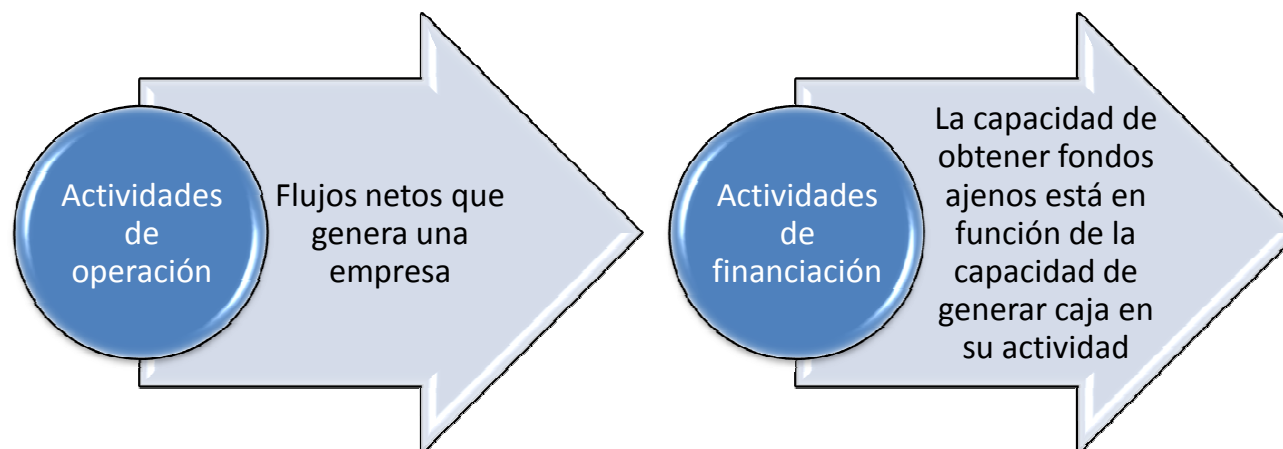 Actividades
de
operación
Flujos netos que
genera una
empresa
Actividades
de
financiación
La capacidad de
obtener fondos
ajenos está en
función de la
capacidad de
generar caja en
su actividad